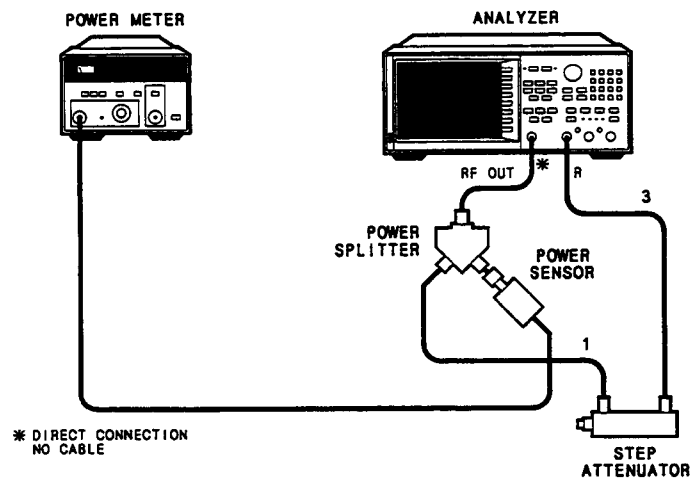 POWER METER
ANALYZER
RF OUT
*
R
3
POWER
SPLITTER
POWER
SENSOR
1
* DIRECT CONNECTION
NO CABLE
STEP
ATTENUATOR